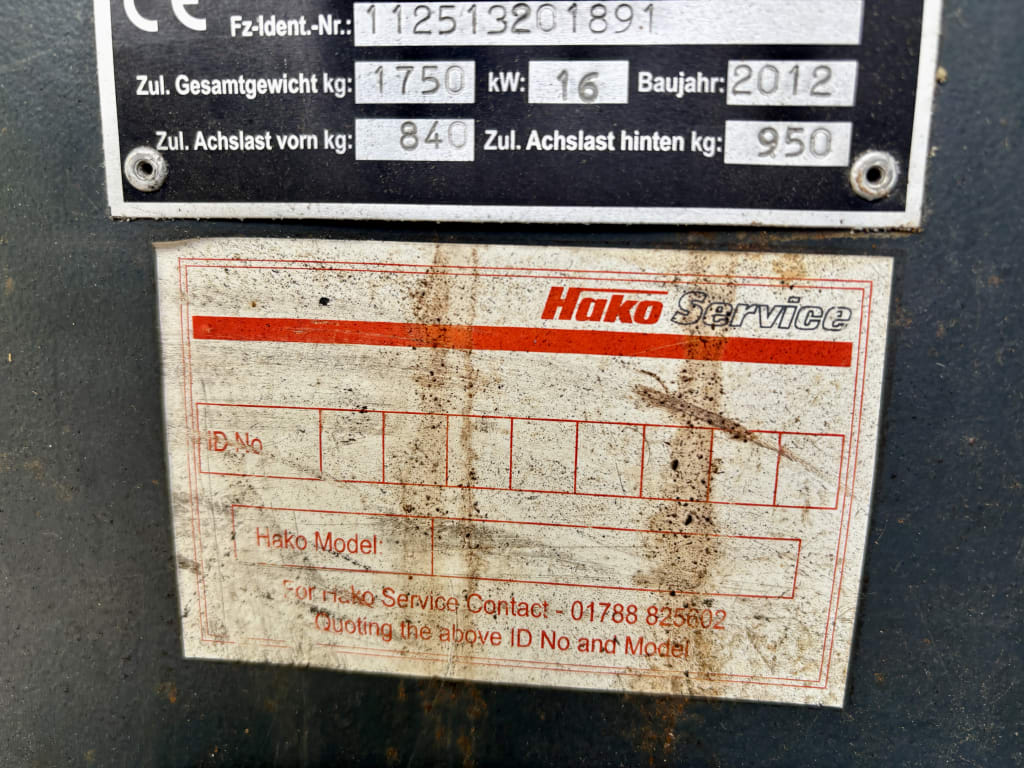 CE Fz-Ident.-Nr.: 112513201891
Zul. Gesamtgewicht kg: 1750 kW: 16 Baujahr: 2012
Zul. Achslast vorn kg: 840 Zul. Achslast hinten kg: 950
Hako Service
ID No
Hako Model:
For Hako Service Contact - 01788 825602
Quoting the above ID No and Model